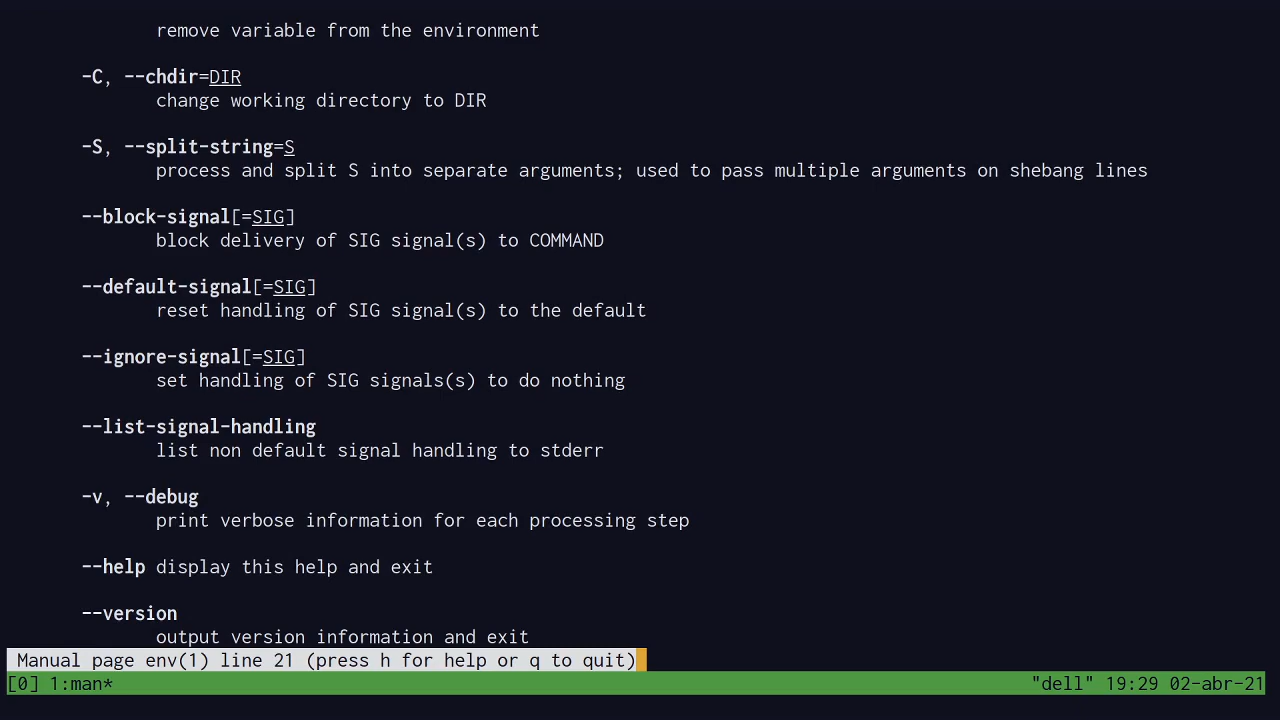 remove variable from the environment
-C, --chdir=DIR
change working directory to DIR
-S, --split-string=S
process and split S into separate arguments; used to pass multiple arguments on shebang lines
--block-signal[=SIG]
block delivery of SIG signal(s) to COMMAND
--default-signal[=SIG]
reset handling of SIG signal(s) to the default
--ignore-signal[=SIG]
set handling of SIG signals(s) to do nothing
--list-signal-handling
list non default signal handling to stderr
-v, --debug
print verbose information for each processing step
--help display this help and exit
--version
output version information and exit
Manual page env(1) line 21 (press h for help or q to quit)
[0] 1:man* "dell" 19:29 02-abr-21